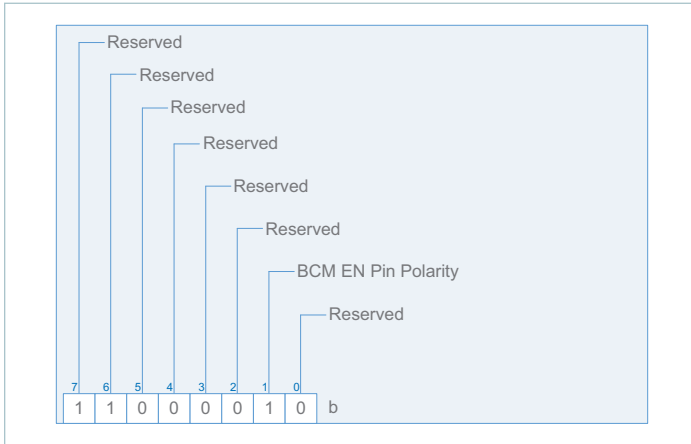 Reserved
Reserved
Reserved
Reserved
Reserved
Reserved
BCM EN Pin Polarity
Reserved
7 6 5 4 3 2 1 0
1 1 0 0 0 0 1 0 b